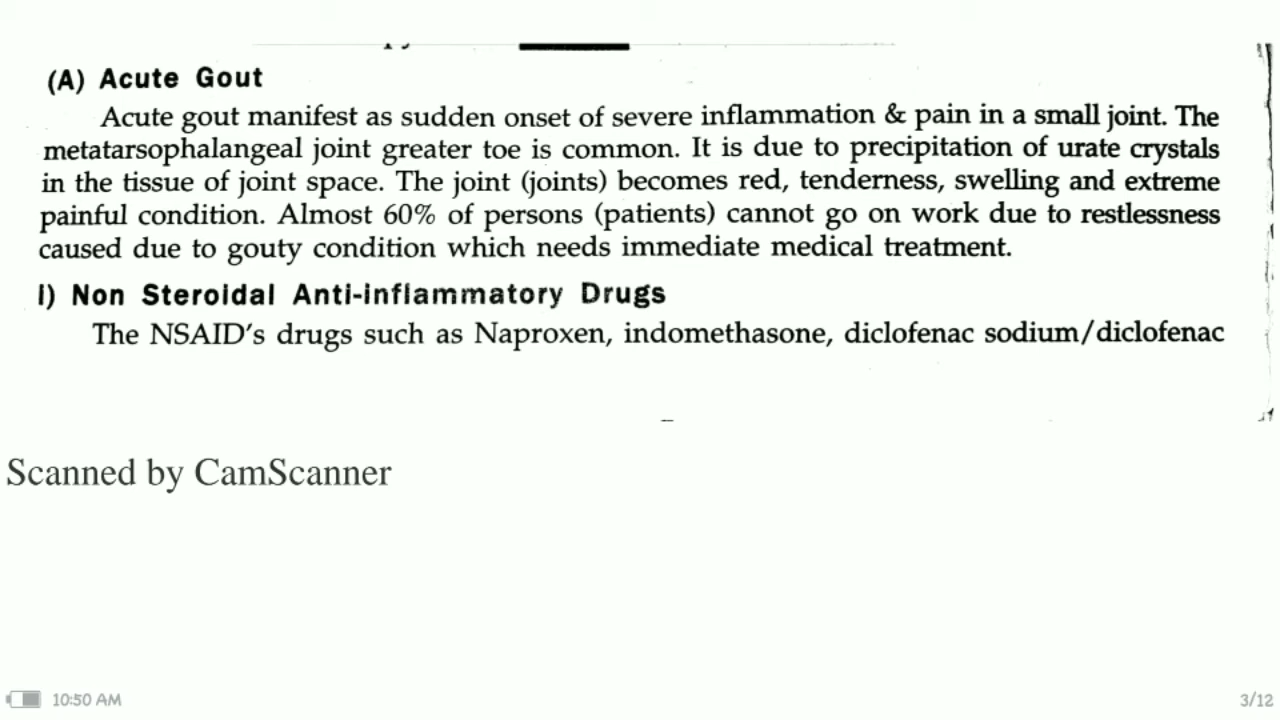 (A) Acute Gout
Acute gout manifest as sudden onset of severe inflammation & pain in a small joint. The
metatarsophalangeal joint greater toe is common. It is due to precipitation of urate crystals
in the tissue of joint space. The joint (joints) becomes red, tenderness, swelling and extreme
painful condition. Almost 60% of persons (patients) cannot go on work due to restlessness
caused due to gouty condition which needs immediate medical treatment.
I) Non Steroidal Anti-inflammatory Drugs
The NSAID's drugs such as Naproxen, indomethasone, diclofenac sodium/diclofenac
Scanned by CamScanner
10:50 AM
3/12